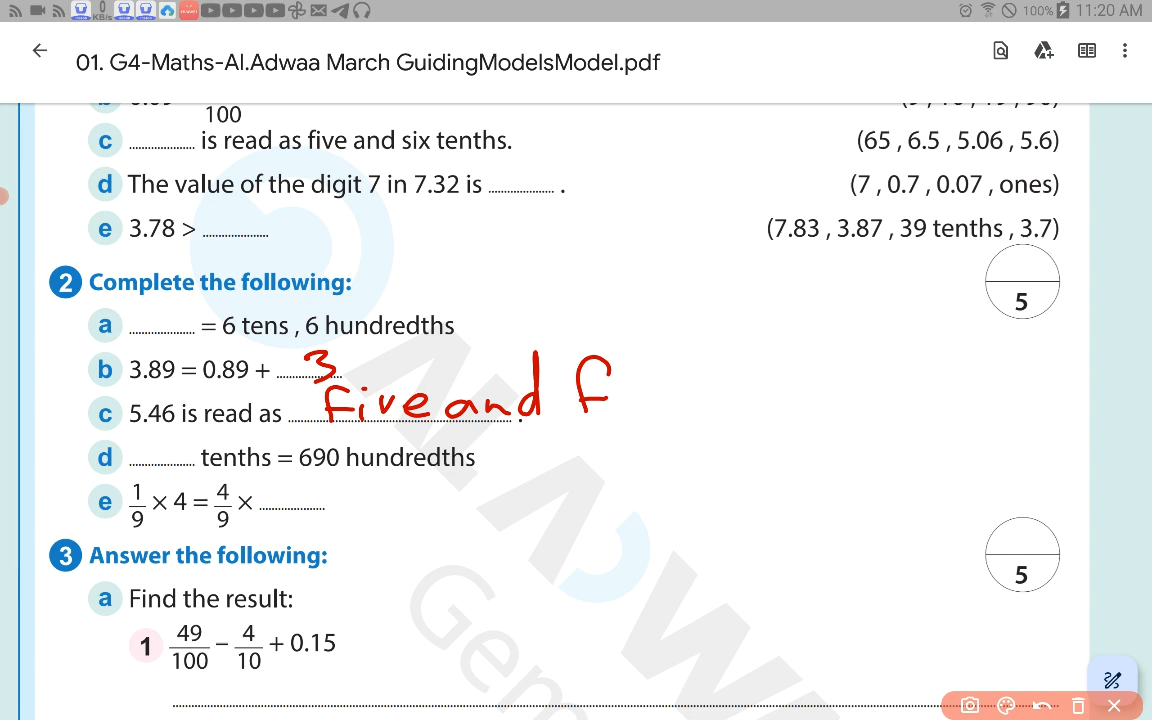 KB/s 100% 11:20 AM
01. G4-Maths-Al.Adwaa March GuidingModelsModel.pdf
100
c ..................... is read as five and six tenths. (65 , 6.5 , 5.06 , 5.6)
d The value of the digit 7 in 7.32 is ..................... . (7 , 0.7 , 0.07 , ones)
e 3.78 > ..................... (7.83 , 3.87 , 39 tenths , 3.7)
2 Complete the following:
5
a ..................... = 6 tens , 6 hundredths
b 3.89 = 0.89 + 3
c 5.46 is read as five and f
d ..................... tenths = 690 hundredths
e 1/9 × 4 = 4/9 × .....................
3 Answer the following:
5
a Find the result:
1 49/100 − 4/10 + 0.15
AL ADWAA
Gem